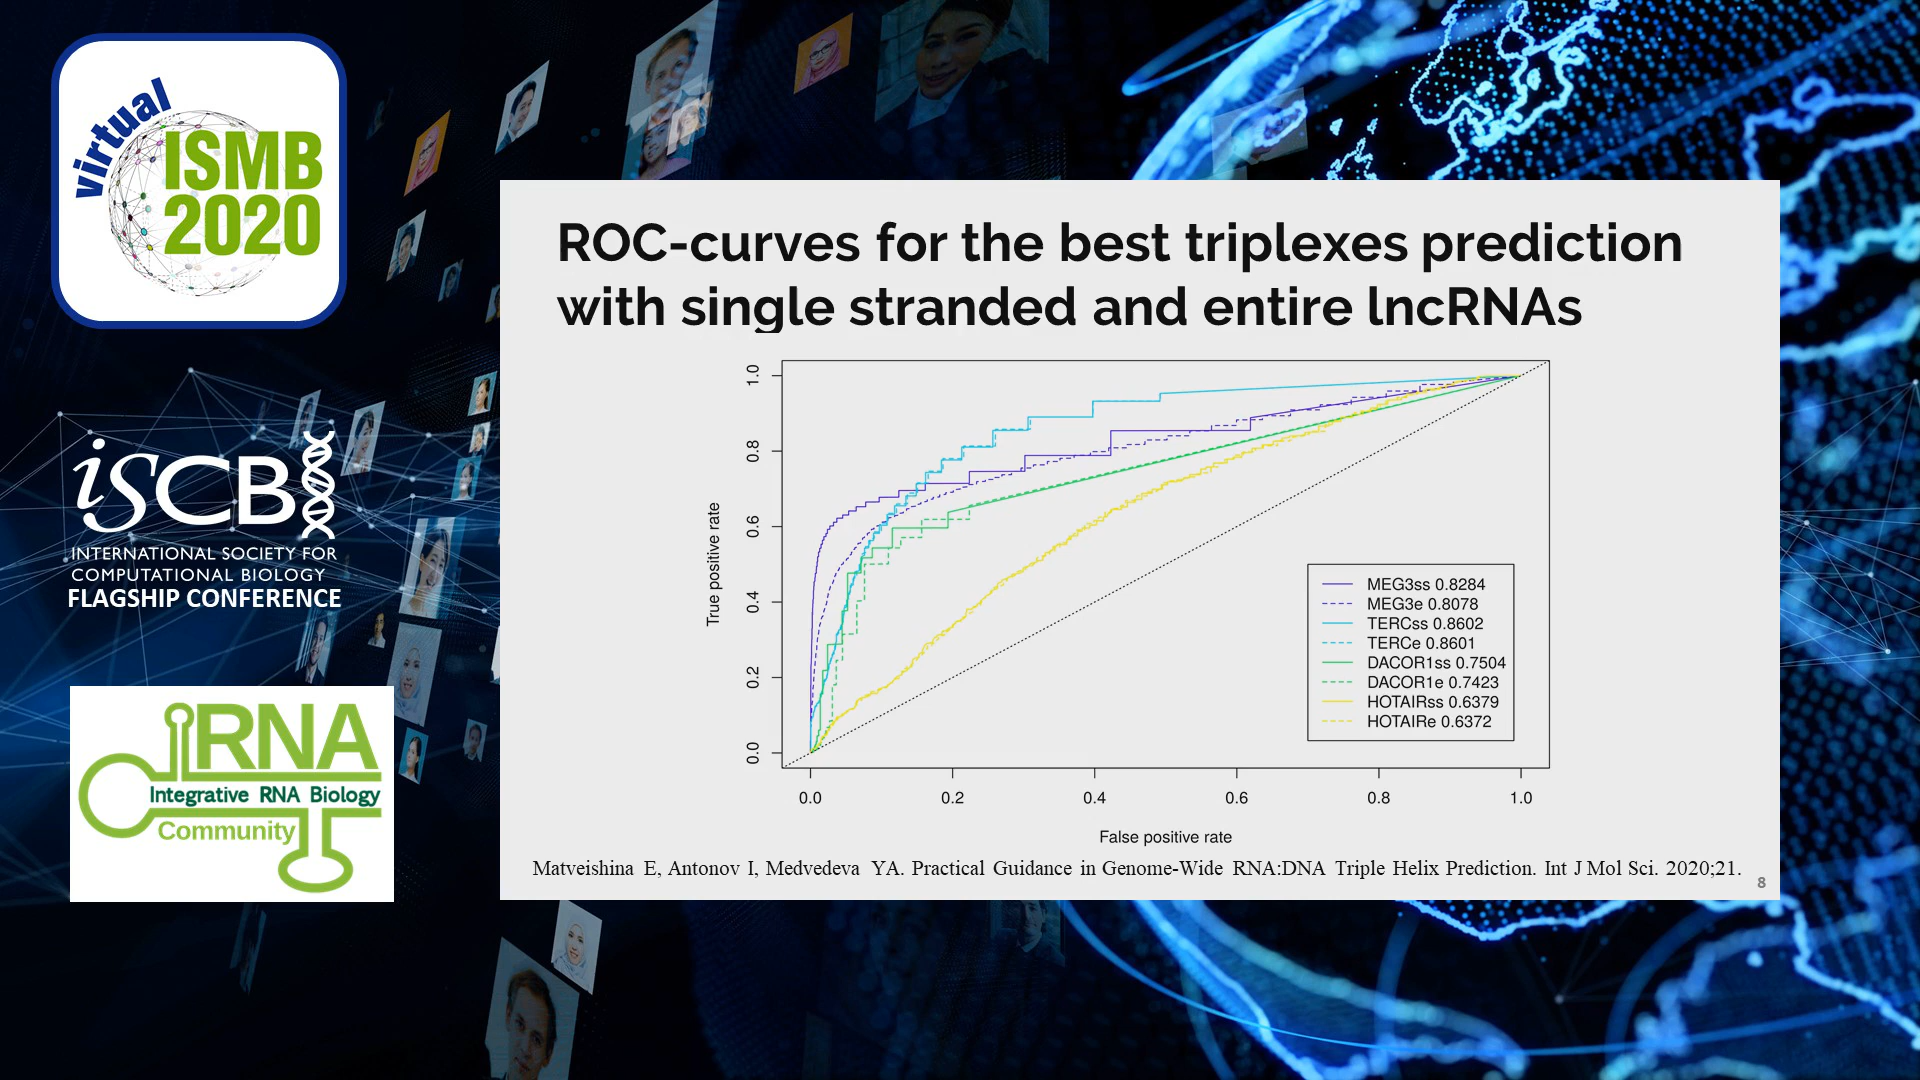 virtual
ISMB
2020
iSCB
INTERNATIONAL SOCIETY FOR
COMPUTATIONAL BIOLOGY
FLAGSHIP CONFERENCE
iRNA
Integrative RNA Biology
Community
ROC-curves for the best triplexes prediction
with single stranded and entire lncRNAs
True positive rate
1.0
0.8
0.6
0.4
0.2
0.0
MEG3ss 0.8284
MEG3e 0.8078
TERCss 0.8602
TERCe 0.8601
DACOR1ss 0.7504
DACOR1e 0.7423
HOTAIRss 0.6379
HOTAIRe 0.6372
0.0 0.2 0.4 0.6 0.8 1.0
False positive rate
Matveishina E, Antonov I, Medvedeva YA. Practical Guidance in Genome-Wide RNA:DNA Triple Helix Prediction. Int J Mol Sci. 2020;21.
8